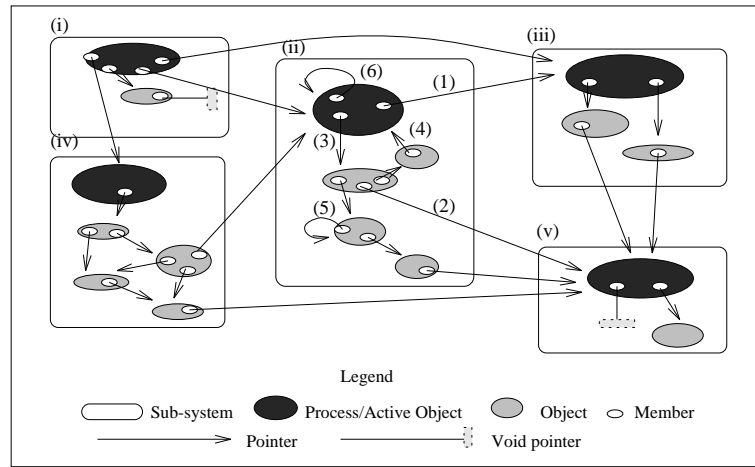 (i)
(ii)
(iii)
(6)
(1)
(3)
(4)
(iv)
(5)
(2)
(v)
Legend
Sub-system
Process/Active Object
Object
Member
Pointer
Void pointer